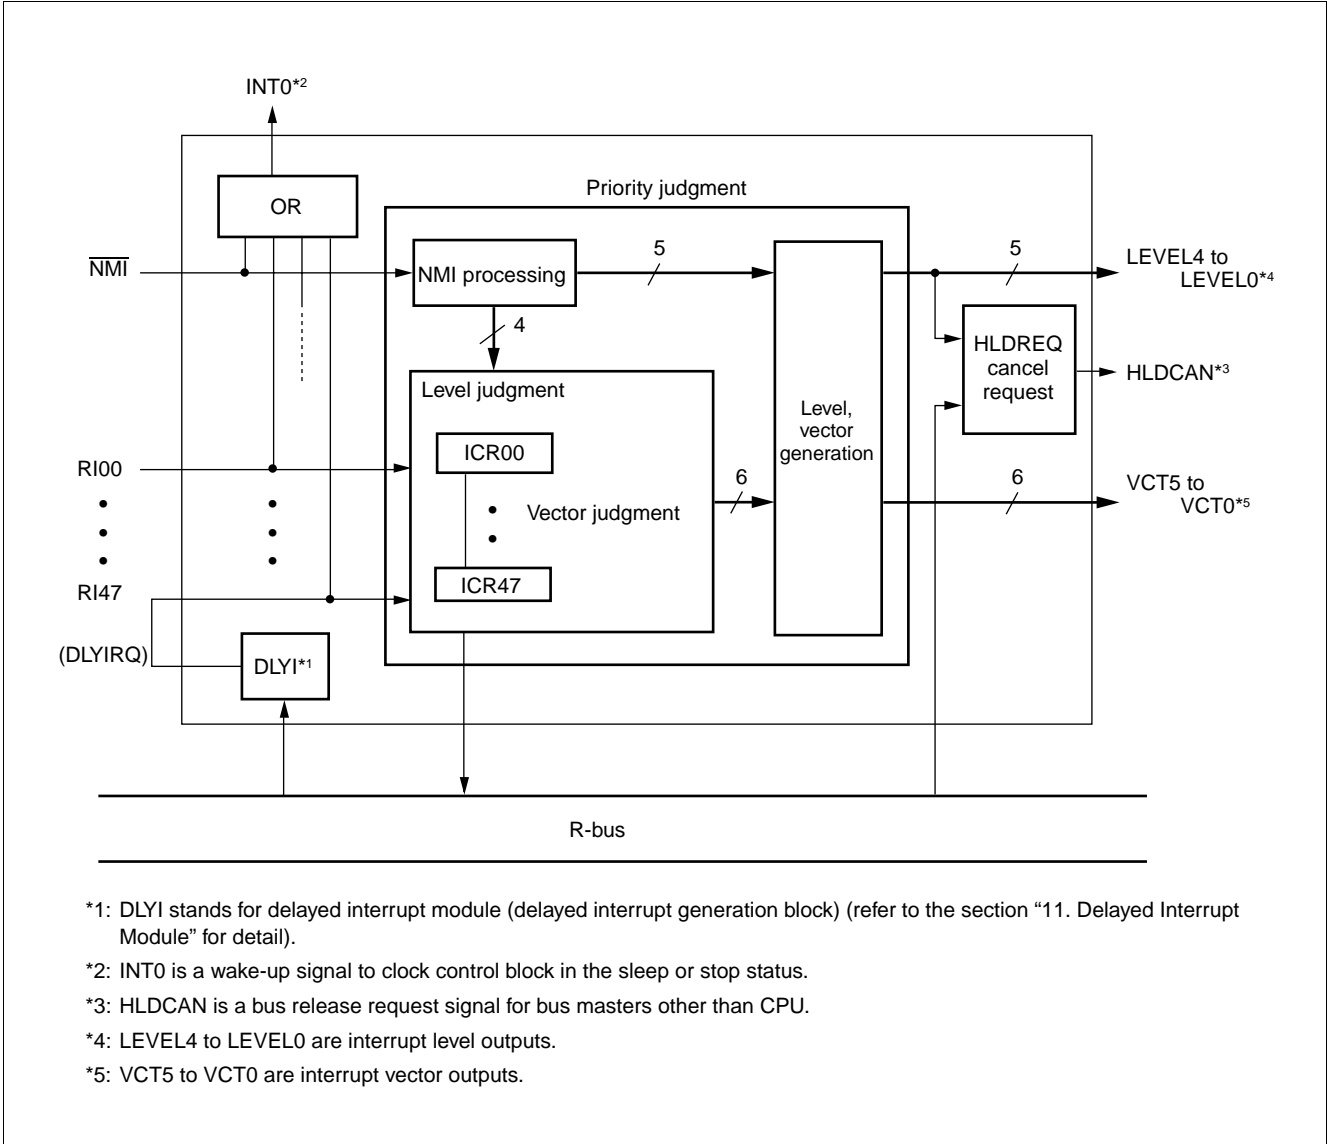 INT0*2
OR
Priority judgment
NMI
NMI processing
5
5
LEVEL4 to
LEVEL0*4
4
HLDREQ
cancel
request
HLDCAN*3
Level judgment
ICR00
Level,
vector
generation
RI00
6
6
VCT5 to
VCT0*5
Vector judgment
ICR47
RI47
(DLYIRQ)
DLYI*1
R-bus
*1: DLYI stands for delayed interrupt module (delayed interrupt generation block) (refer to the section “11. Delayed Interrupt
Module” for detail).
*2: INT0 is a wake-up signal to clock control block in the sleep or stop status.
*3: HLDCAN is a bus release request signal for bus masters other than CPU.
*4: LEVEL4 to LEVEL0 are interrupt level outputs.
*5: VCT5 to VCT0 are interrupt vector outputs.